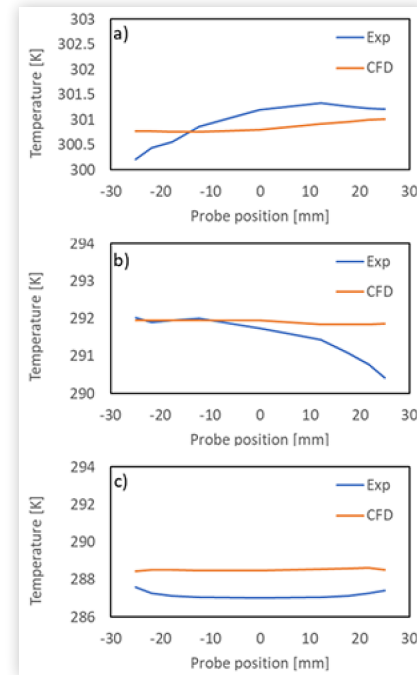 303
302.5
302
301.5
301
300.5
300
a)
Exp
CFD
Temperature [K]
-30 -20 -10 0 10 20 30
Probe position [mm]
294
293
292
291
290
b)
Exp
CFD
Temperature [K]
-30 -20 -10 0 10 20 30
Probe position [mm]
294
292
290
288
286
c)
Exp
CFD
Temperature [K]
-30 -20 -10 0 10 20 30
Probe position [mm]